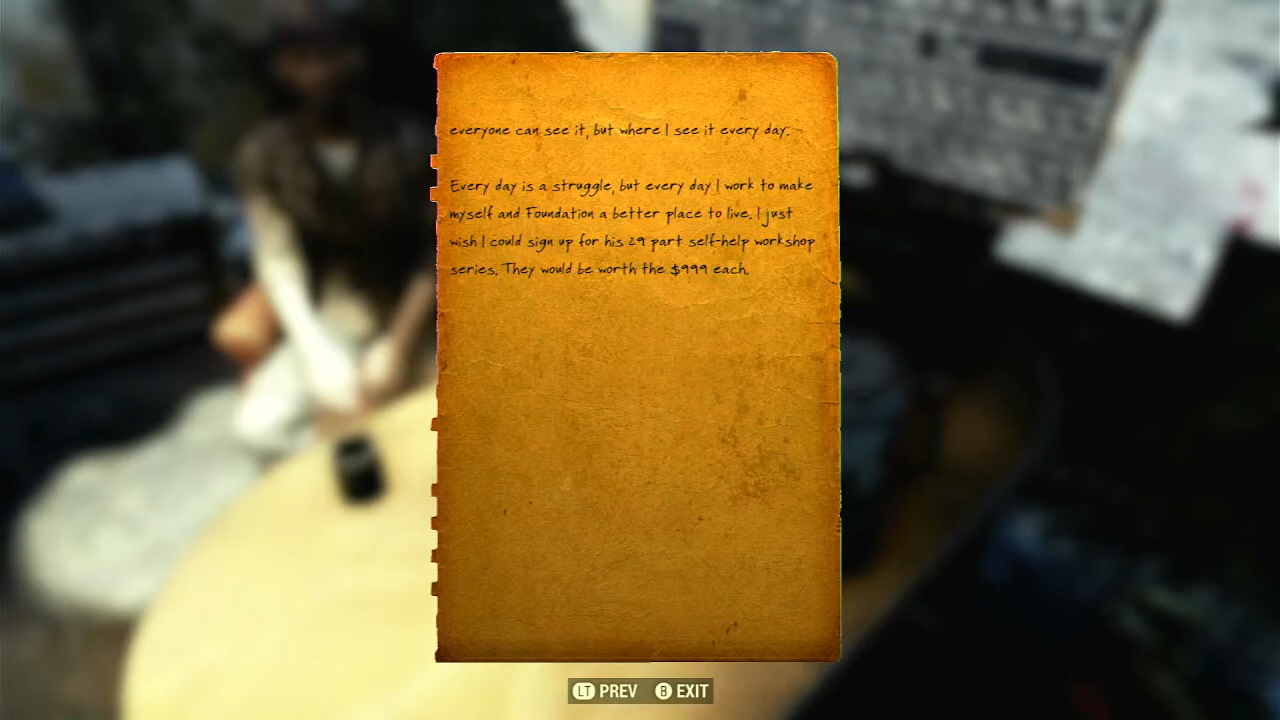 everyone can see it, but where I see it every day.
Every day is a struggle, but every day I work to make
myself and Foundation a better place to live. I just
wish I could sign up for his 29 part self-help workshop
series. They would be worth the $999 each.
LT PREV B EXIT